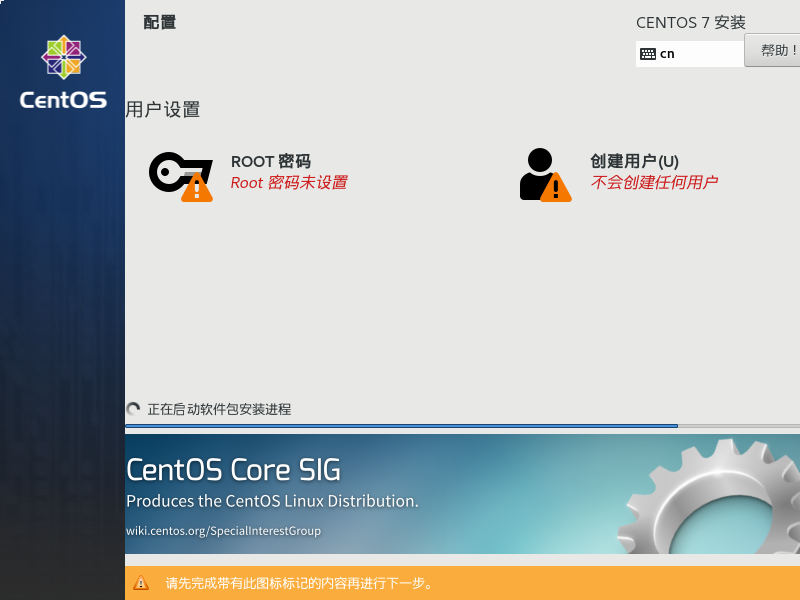 CentOS
配置
CENTOS 7 安装
cn
帮助！
用户设置
ROOT 密码
Root 密码未设置
创建用户(U)
不会创建任何用户
正在启动软件包安装进程
CentOS Core SIG
Produces the CentOS Linux Distribution.
wiki.centos.org/SpecialInterestGroup
请先完成带有此图标标记的内容再进行下一步。